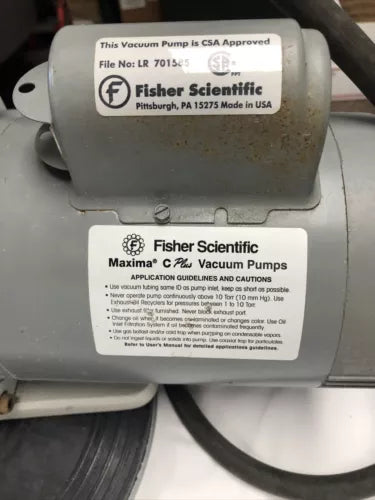 This Vacuum Pump is CSA Approved
File No: LR 701585
Fisher Scientific
Pittsburgh, PA 15275 Made in USA
Fisher Scientific
Maxima® C Plus Vacuum Pumps
APPLICATION GUIDELINES AND CAUTIONS
• Use vacuum tubing same ID as pump inlet, keep as short as possible.
• Never operate pump continuously above 10 Torr (10 mm Hg). Use
Exhaust Recyclers for pressures between 1 to 10 Torr.
• Use exhaust furnished. Never block exhaust port.
• Change oil when it becomes contaminated or changes color. Use Oil
Inlet Filtration System if oil becomes contaminated frequently.
• Use gas ballast and/or cold trap when pumping on condensable vapors.
• Do not ingest liquids or solids into pump. Use coaxial trap for particulates.
Refer to User's Manual for detailed applications guidelines.